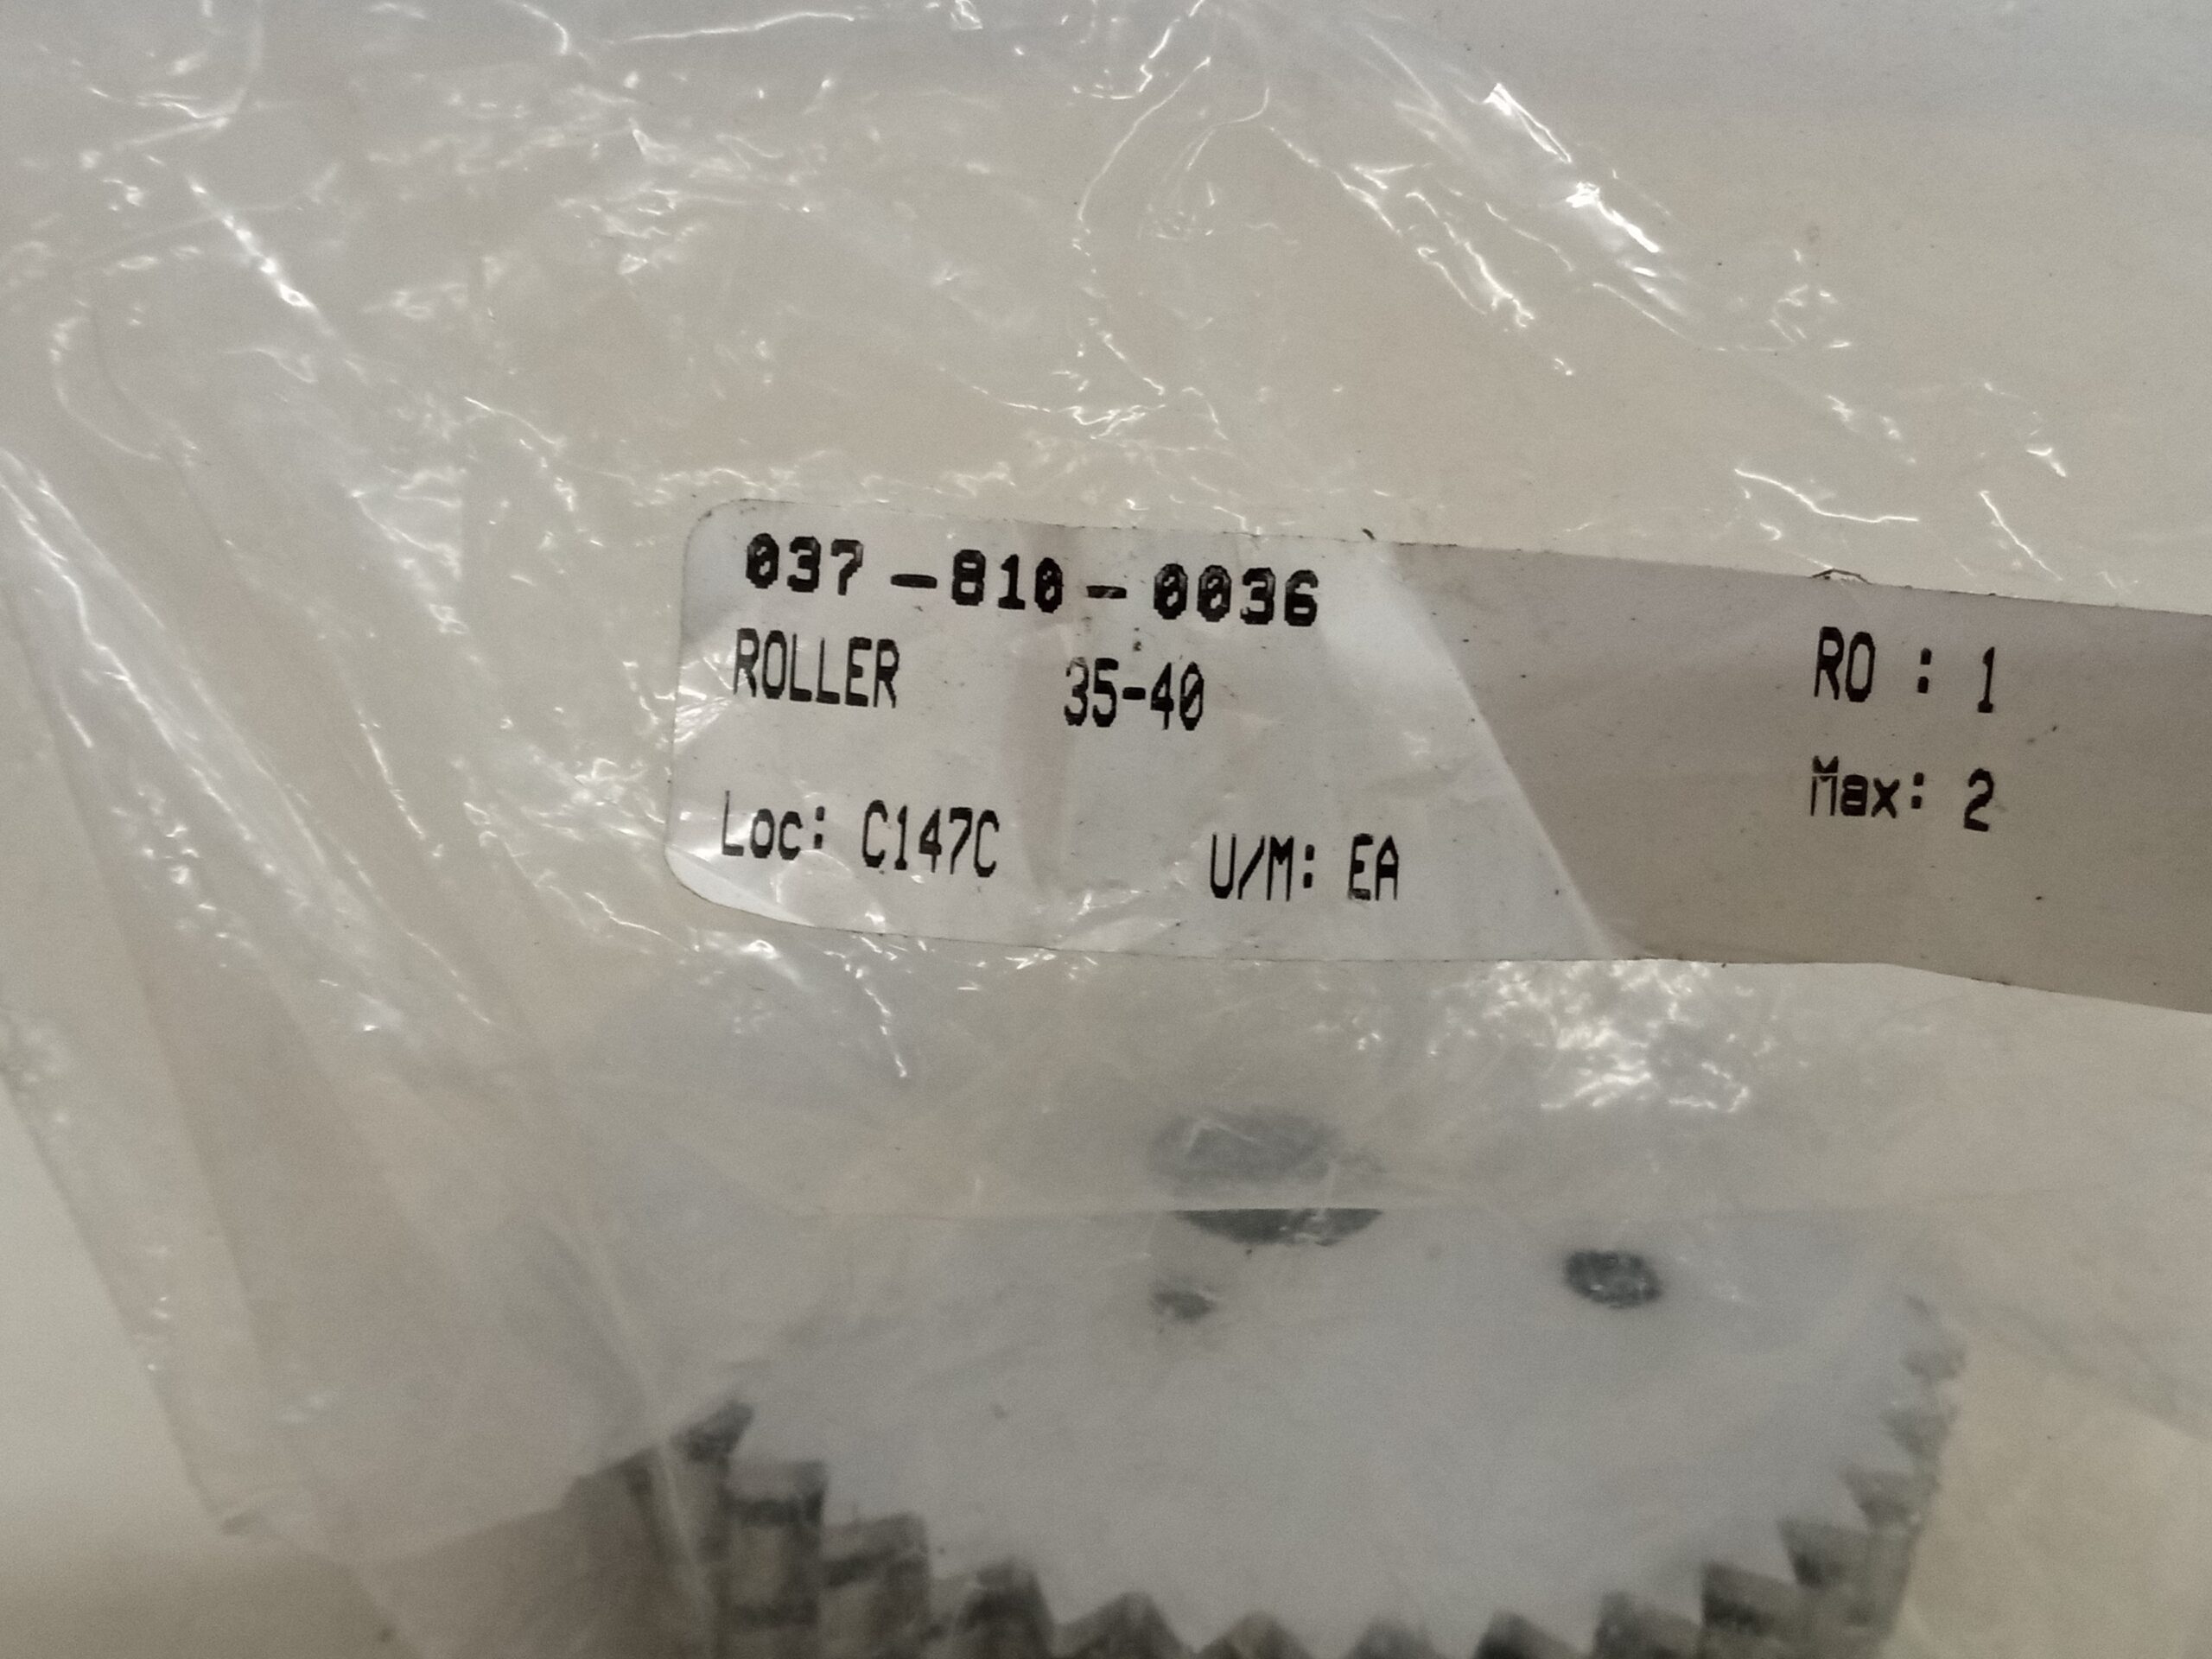 037-810-0036
ROLLER 35-40
RO : 1
Max: 2
Loc: C147C U/M: EA